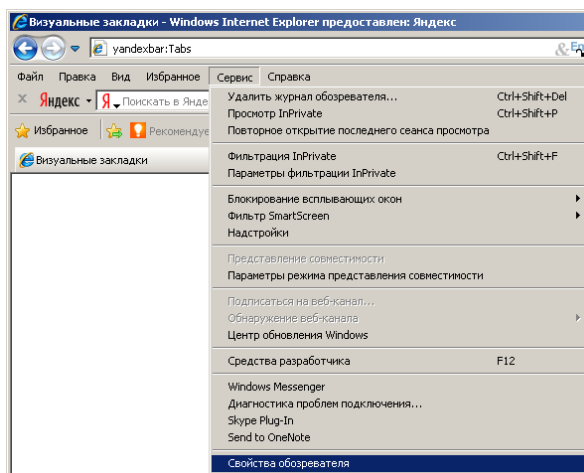 Визуальные закладки - Windows Internet Explorer предоставлен: Яндекс
yandexbar:Tabs
Файл Правка Вид Избранное Сервис Справка
Яндекс Я Поискать в Янде
Избранное Рекомендуе
Визуальные закладки
Удалить журнал обозревателя... Ctrl+Shift+Del
Просмотр InPrivate Ctrl+Shift+P
Повторное открытие последнего сеанса просмотра
Фильтрация InPrivate Ctrl+Shift+F
Параметры фильтрации InPrivate
Блокирование всплывающих окон
Фильтр SmartScreen
Надстройки
Представление совместимости
Параметры режима представления совместимости
Подписаться на веб-канал...
Обнаружение веб-канала
Центр обновления Windows
Средства разработчика F12
Windows Messenger
Диагностика проблем подключения...
Skype Plug-In
Send to OneNote
Свойства обозревателя